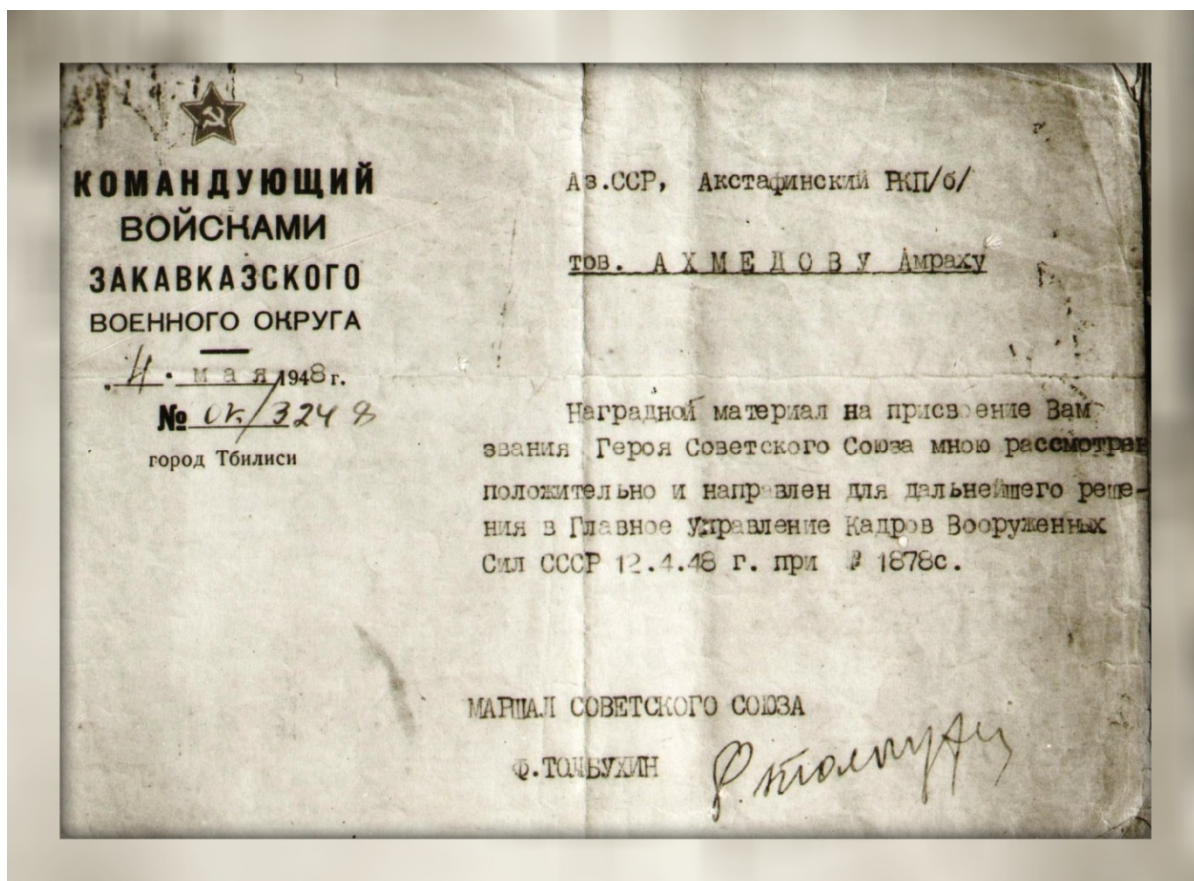 КОМАНДУЮЩИЙ
ВОЙСКАМИ
ЗАКАВКАЗСКОГО
ВОЕННОГО ОКРУГА
4. мая 1948 г.
№ ок/3248
город Тбилиси
Аз.ССР, Акстафинский РКП/б/
тов. АХМЕДОВУ Амраху
Наградной материал на присвоение Вам
звания Героя Советского Союза мною рассмотрен
положительно и направлен для дальнейшего реше-
ния в Главное Управление Кадров Вооруженных
Сил СССР 12.4.48 г. при № 1878с.
МАРШАЛ СОВЕТСКОГО СОЮЗА
Ф.ТОЛБУХИН
Ф.Толбухин